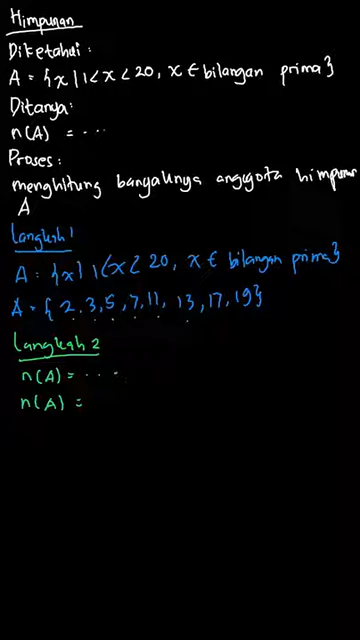 Himpunan
Diketahui :
A = {x | 1 < x < 20, x ∈ bilangan prima}
Ditanya:
n(A) = ...
Proses :
menghitung banyaknya anggota himpunan
A
Langkah 1
A = {x | 1 < x < 20, x ∈ bilangan prima}
A = { 2, 3, 5, 7, 11, 13, 17, 19}
Langkah 2
n(A) = ....
n(A) =